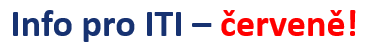 Info pro ITI – červeně!